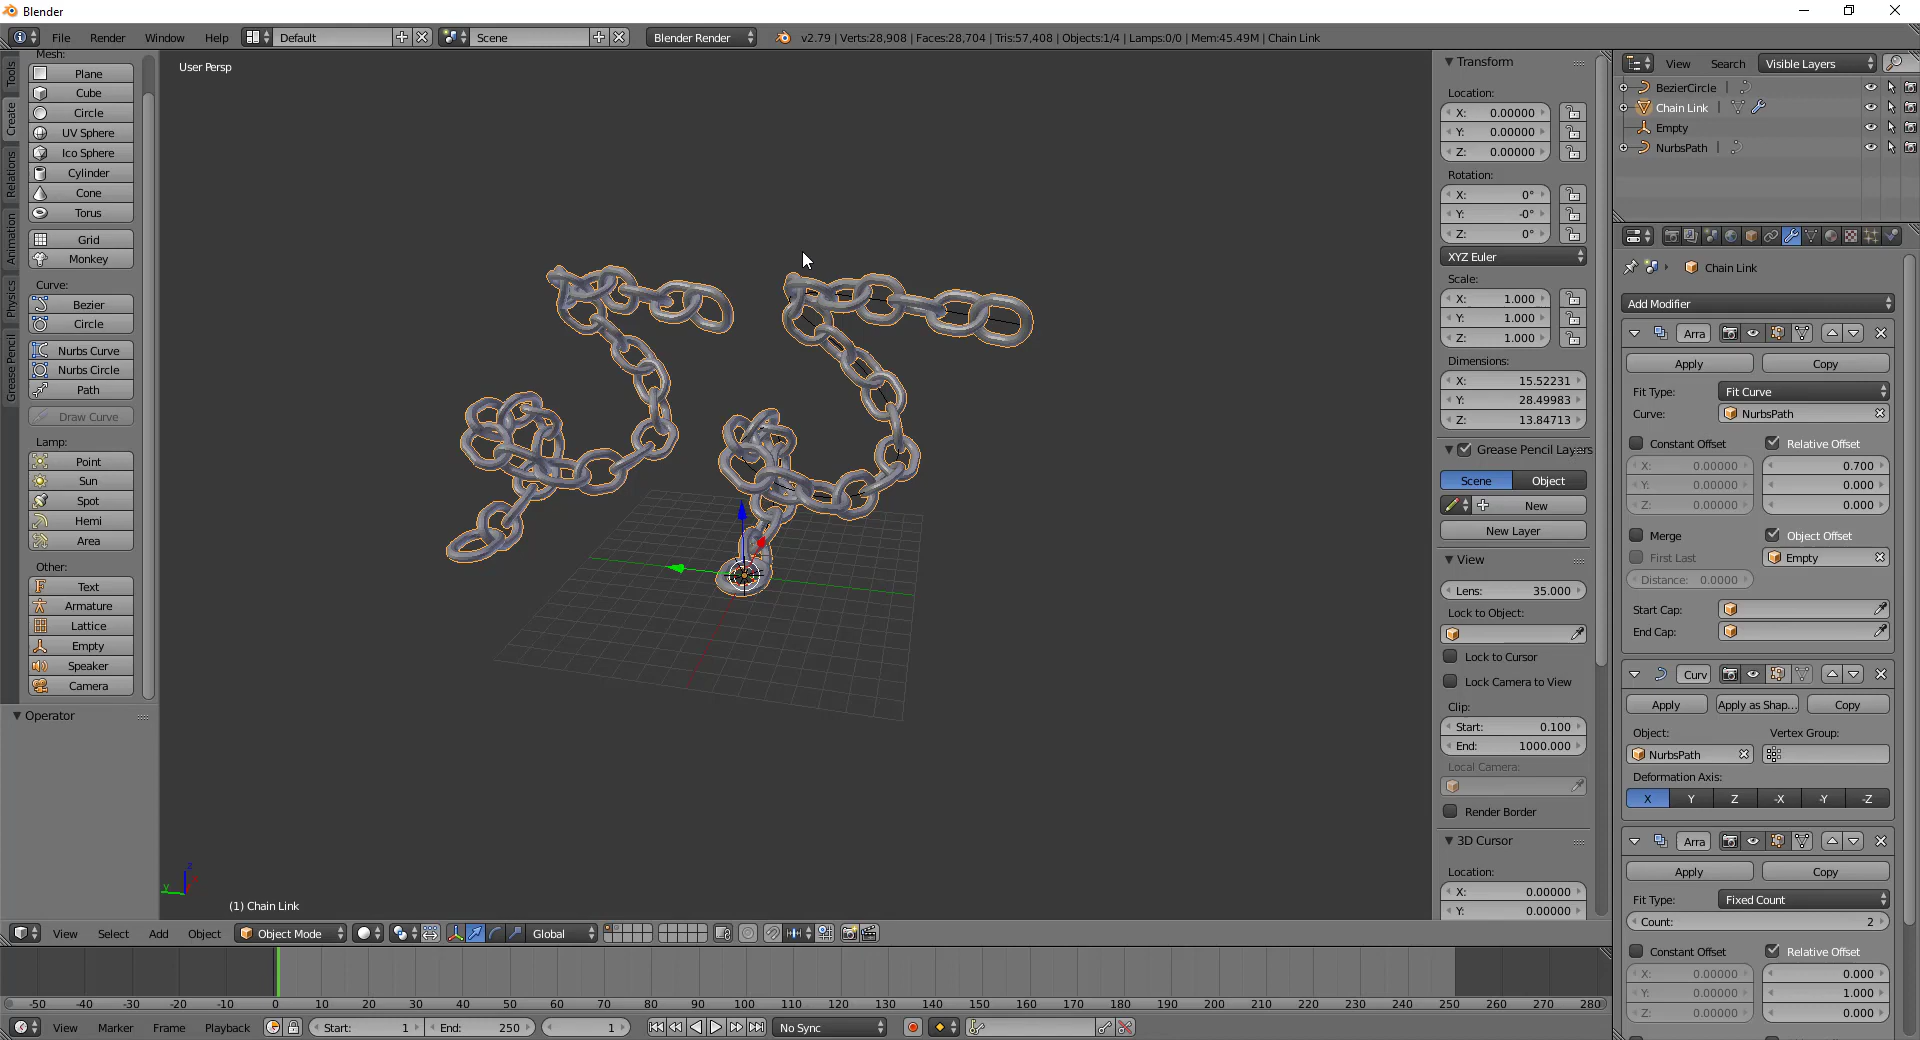 Blender
File Render Window Help Default Scene Blender Render v2.79 | Verts:28,908 | Faces:28,704 | Tris:57,408 | Objects:1/4 | Lamps:0/0 | Mem:45.49M | Chain Link
Tools
Create
Relations
Animation
Physics
Grease Pencil
Mesh:
Plane
Cube
Circle
UV Sphere
Ico Sphere
Cylinder
Cone
Torus
Grid
Monkey
Curve:
Bezier
Circle
Nurbs Curve
Nurbs Circle
Path
Draw Curve
Lamp:
Point
Sun
Spot
Hemi
Area
Other:
Text
Armature
Lattice
Empty
Speaker
Camera
Operator
User Persp
(1) Chain Link
View Select Add Object Object Mode Global
Transform
Location:
X: 0.00000
Y: 0.00000
Z: 0.00000
Rotation:
X: 0°
Y: -0°
Z: 0°
XYZ Euler
Scale:
X: 1.000
Y: 1.000
Z: 1.000
Dimensions:
X: 15.52231
Y: 28.49983
Z: 13.84713
Grease Pencil Layers
Scene Object
New
New Layer
View
Lens: 35.000
Lock to Object:
Lock to Cursor
Lock Camera to View
Clip:
Start: 0.100
End: 1000.000
Local Camera:
Render Border
3D Cursor
Location:
X: 0.00000
Y: 0.00000
View Search Visible Layers
BezierCircle
Chain Link
Empty
NurbsPath
Chain Link
Add Modifier
Arra
Apply Copy
Fit Type: Fit Curve
Curve: NurbsPath
Constant Offset Relative Offset
X: 0.00000 0.700
Y: 0.00000 0.000
Z: 0.00000 0.000
Merge Object Offset
First Last Empty
Distance: 0.0000
Start Cap:
End Cap:
Curv
Apply Apply as Shap... Copy
Object: Vertex Group:
NurbsPath
Deformation Axis:
X Y Z -X -Y -Z
Arra
Apply Copy
Fit Type: Fixed Count
Count: 2
Constant Offset Relative Offset
X: 0.00000 0.000
Y: 0.00000 1.000
Z: 0.00000 0.000
-50 -40 -30 -20 -10 0 10 20 30 40 50 60 70 80 90 100 110 120 130 140 150 160 170 180 190 200 210 220 230 240 250 260 270 280
View Marker Frame Playback Start: 1 End: 250 1 No Sync